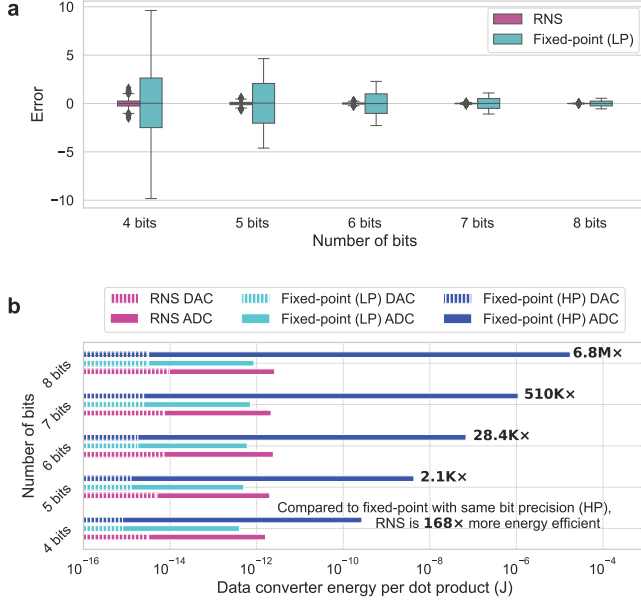 a
10
5
0
−5
−10
Error
RNS
Fixed-point (LP)
4 bits
5 bits
6 bits
7 bits
8 bits
Number of bits
b
RNS DAC
Fixed-point (LP) DAC
Fixed-point (HP) DAC
RNS ADC
Fixed-point (LP) ADC
Fixed-point (HP) ADC
Number of bits
8 bits
6.8M×
7 bits
510K×
6 bits
28.4K×
5 bits
2.1K×
Compared to fixed-point with same bit precision (HP),
RNS is 168× more energy efficient
4 bits
10⁻¹⁶
10⁻¹⁴
10⁻¹²
10⁻¹⁰
10⁻⁸
10⁻⁶
10⁻⁴
Data converter energy per dot product (J)